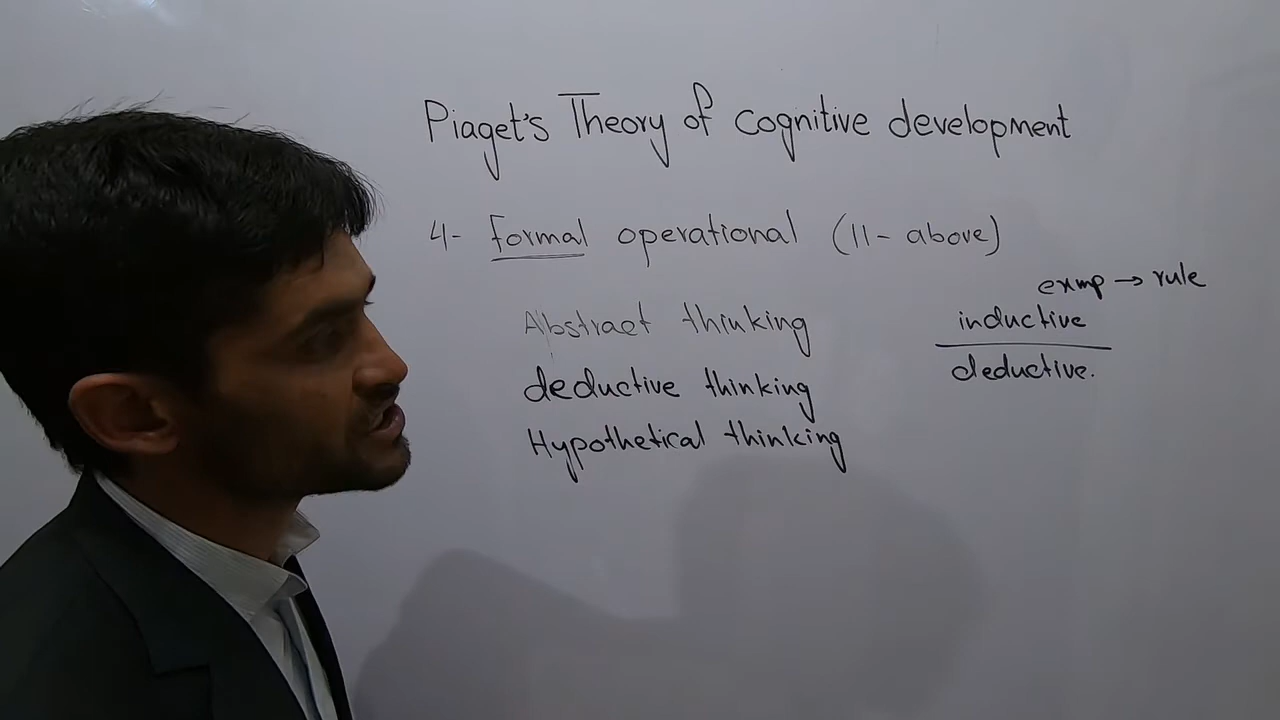 Piaget's Theory of cognitive development
4- Formal operational (11- above)
Abstract thinking
deductive thinking
Hypothetical thinking
exmp → rule
inductive
deductive.